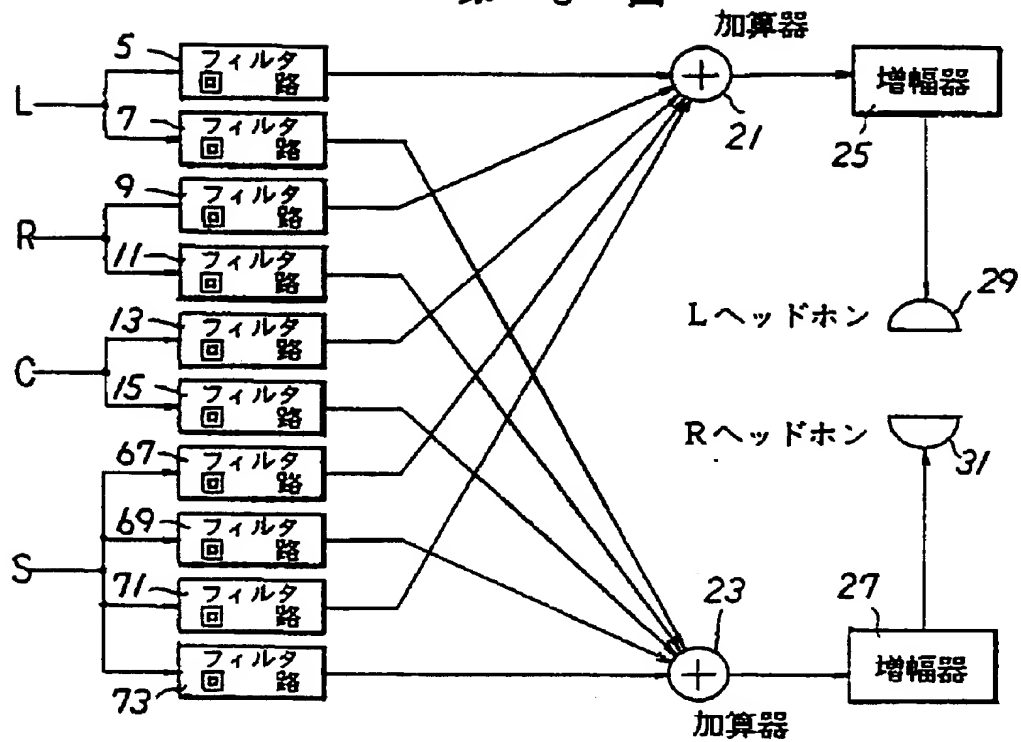 加算器
5
フィルタ
回 路
L
7
フィルタ
回 路
21
増幅器
25
9
フィルタ
回 路
R
11
フィルタ
回 路
29
Lヘッドホン
13
フィルタ
回 路
C
15
フィルタ
回 路
Rヘッドホン
31
67
フィルタ
回 路
69
フィルタ
回 路
S
71
フィルタ
回 路
23
27
増幅器
フィルタ
回 路
73
加算器